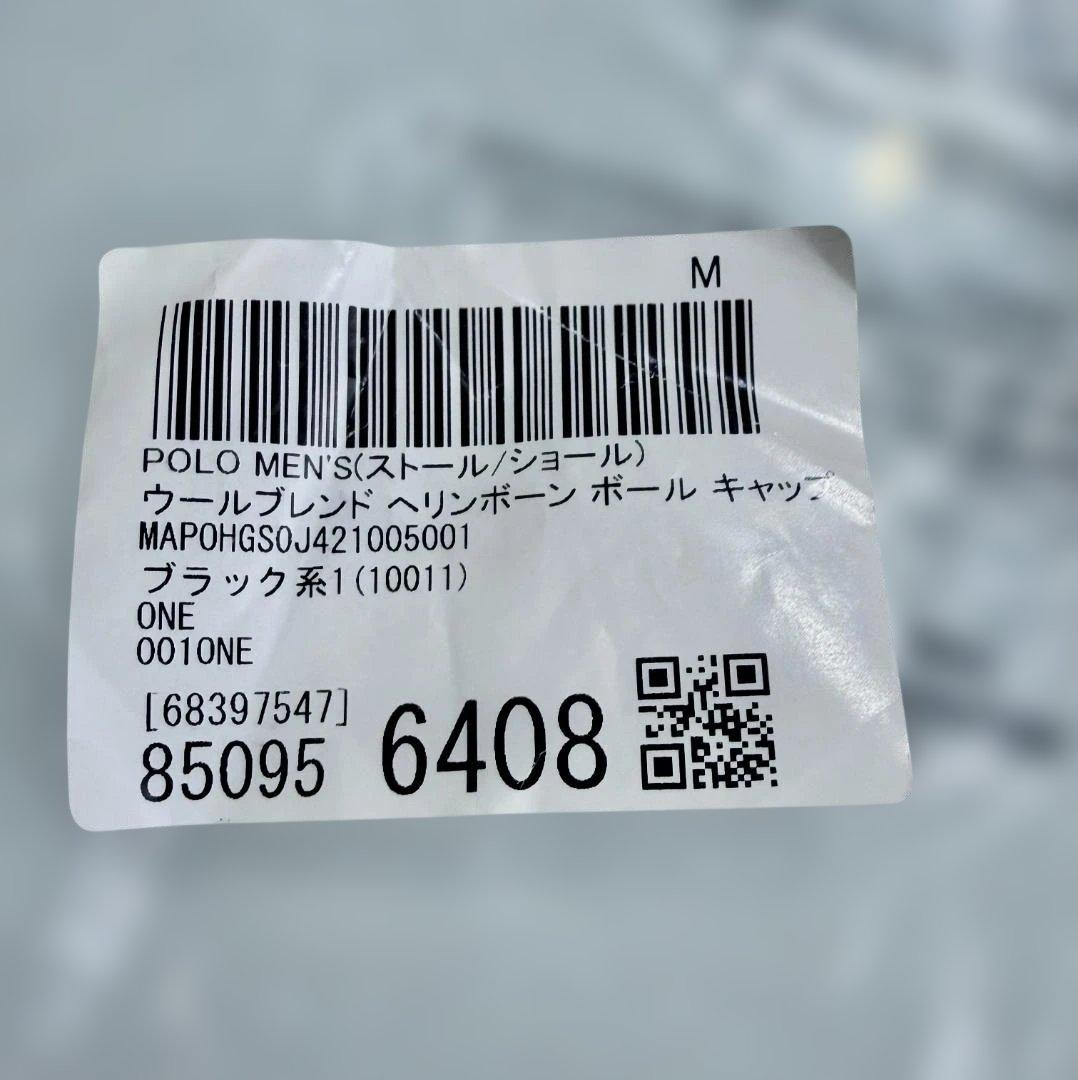 M
POLO MEN'S(ストール/ショール)
ウールブレンド ヘリンボーン ボール キャップ
MAPOHGS0J421005001
ブラック系1(10011)
ONE
001ONE
[68397547]
85095 6408